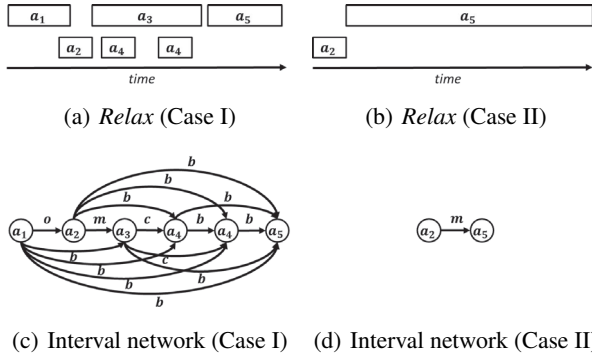 a1 a3 a5 a5
a2 a4 a4 a2
time time
(a) Relax (Case I) (b) Relax (Case II)
b
b
b b b
o m c b b m
a1 a2 a3 a4 a4 a5 a2 a5
b c
b b
b
b
(c) Interval network (Case I) (d) Interval network (Case II)